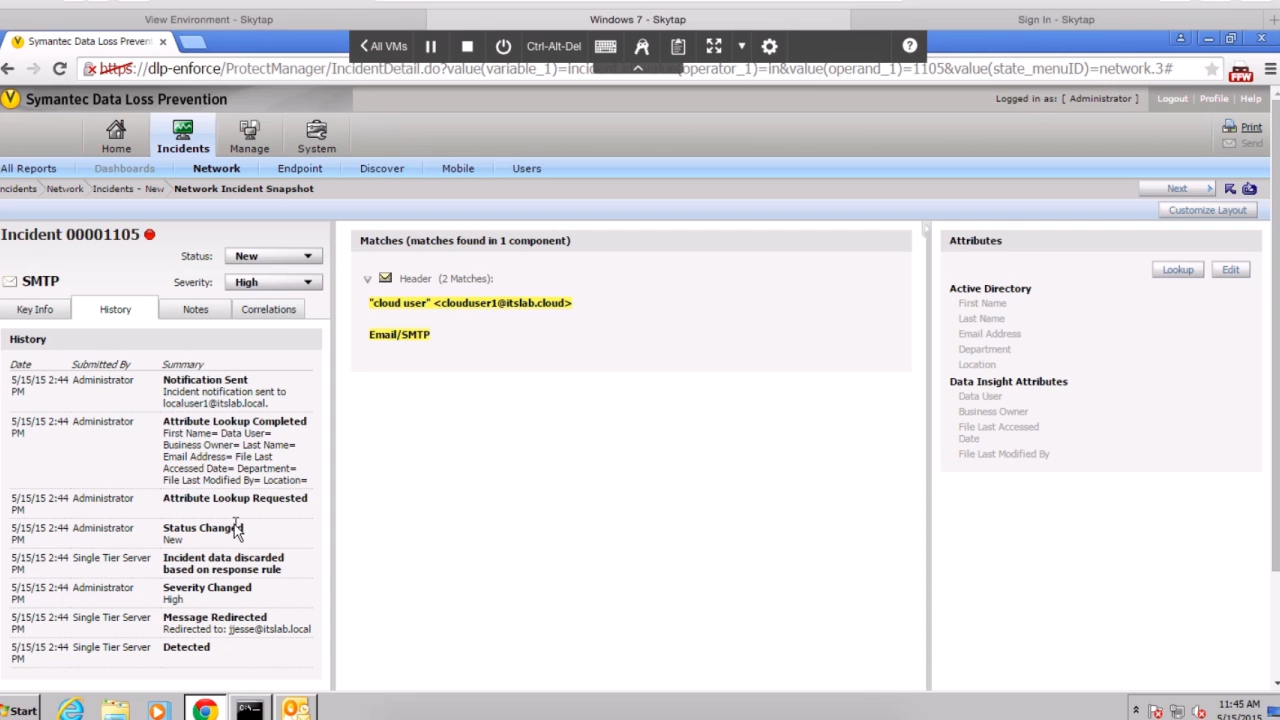 View Environment - Skytap
Windows 7 - Skytap
Sign In - Skytap
Symantec Data Loss Preven
All VMs
Ctrl-Alt-Del
https://dlp-enforce/ProtectManager/IncidentDetail.do?value(variable_1)=incid
(operator_1)=in&value(operand_1)=1105&value(state_menuID)=network.3#
FFW
Symantec Data Loss Prevention
Logged in as: [ Administrator ]
Logout
Profile
Help
Home
Incidents
Manage
System
Print
Send
All Reports
Dashboards
Network
Endpoint
Discover
Mobile
Users
ncidents
Network
Incidents - New
Network Incident Snapshot
Next
Customize Layout
Incident 00001105
Status:
New
SMTP
Severity:
High
Key Info
History
Notes
Correlations
History
Date
Submitted By
Summary
5/15/15 2:44 PM
Administrator
Notification Sent
Incident notification sent to
localuser1@itslab.local.
5/15/15 2:44 PM
Administrator
Attribute Lookup Completed
First Name= Data User=
Business Owner= Last Name=
Email Address= File Last
Accessed Date= Department=
File Last Modified By= Location=
5/15/15 2:44 PM
Administrator
Attribute Lookup Requested
5/15/15 2:44 PM
Administrator
Status Changed
New
5/15/15 2:44 PM
Single Tier Server
Incident data discarded
based on response rule
5/15/15 2:44 PM
Administrator
Severity Changed
High
5/15/15 2:44 PM
Single Tier Server
Message Redirected
Redirected to: jjesse@itslab.local
5/15/15 2:44 PM
Single Tier Server
Detected
Matches (matches found in 1 component)
Header (2 Matches):
"cloud user" <clouduser1@itslab.cloud>
Email/SMTP
Attributes
Lookup
Edit
Active Directory
First Name
Last Name
Email Address
Department
Location
Data Insight Attributes
Data User
Business Owner
File Last Accessed
Date
File Last Modified By
Start
11:45 AM
5/15/2015